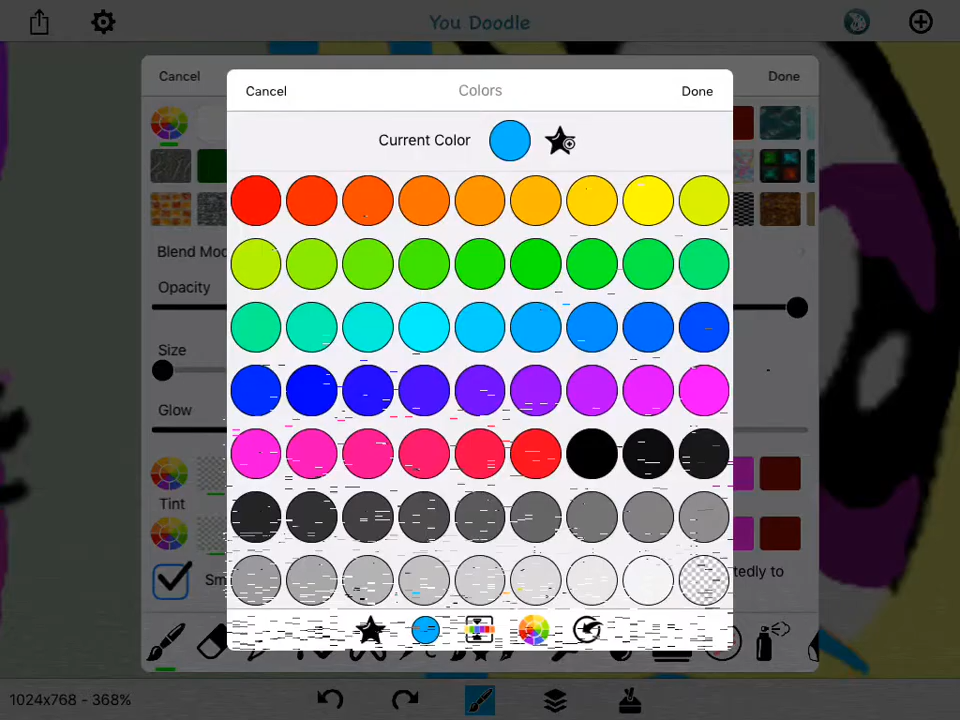 You Doodle
Cancel
Done
Cancel
Colors
Done
Current Color
Blend Mo
Opacity
Size
Glow
Tint
Sm
tedly to
1024x768 - 368%